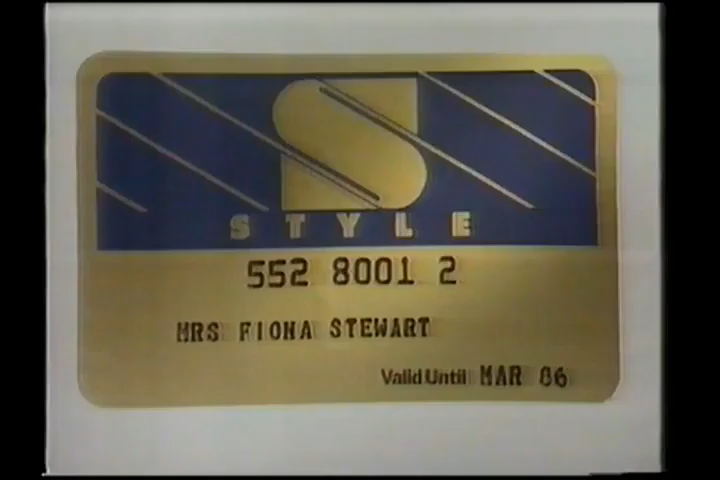 STYLE
552 8001 2
MRS FIONA STEWART
Valid Until MAR 86